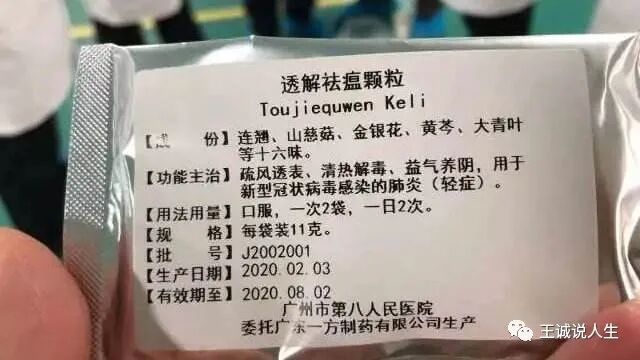 透解祛瘟颗粒
Toujiequwen Keli
【成　份】连翘、山慈菇、金银花、黄芩、大青叶
等十六味。
【功能主治】疏风透表、清热解毒、益气养阴，用于
新型冠状病毒感染的肺炎（轻症）。
【用法用量】口服，一次2袋，一日2次。
【规　格】每袋装11克。
【批　号】J2002001
【生产日期】2020.02.03
【有效期至】2020.08.02
广州市第八人民医院
委托广东一方制药有限公司生产
王诚说人生